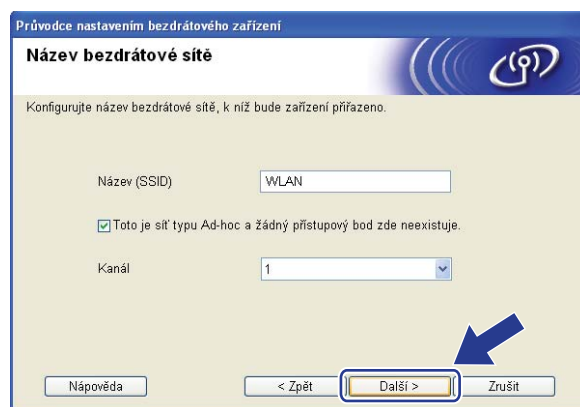 Průvodce nastavením bezdrátového zařízení
Název bezdrátové sítě
Konfigurujte název bezdrátové sítě, k níž bude zařízení přiřazeno.
Název (SSID)
WLAN
Toto je síť typu Ad-hoc a žádný přístupový bod zde neexistuje.
Kanál
1
Nápověda
< Zpět
Další >
Zrušit